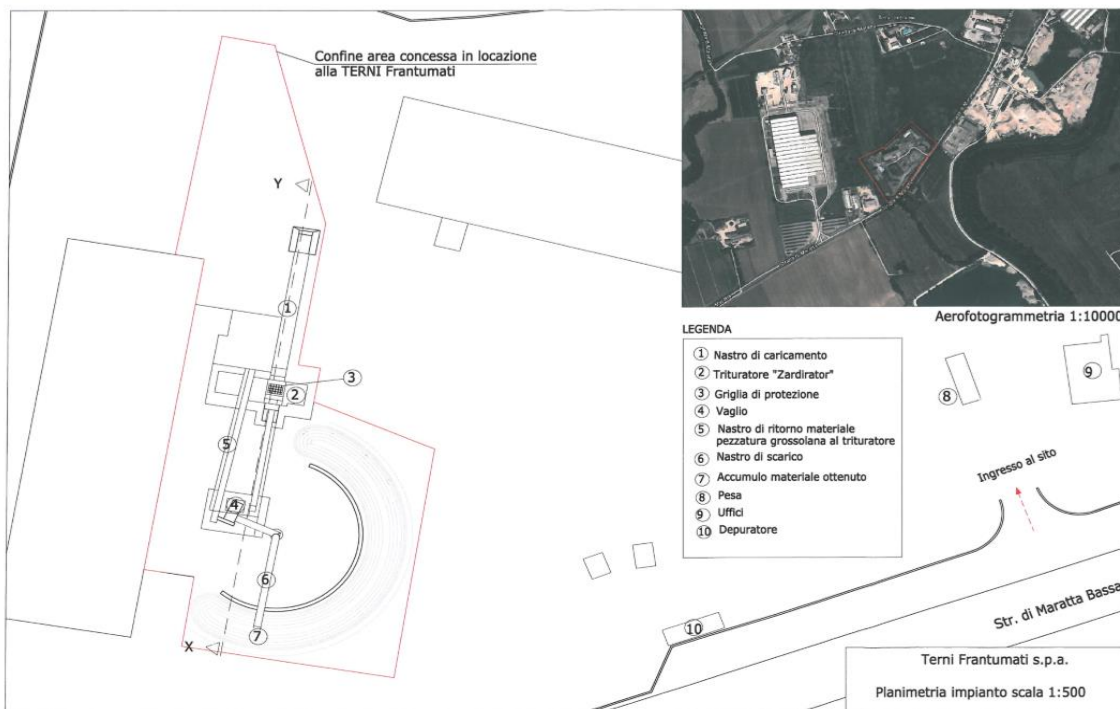 Confine area concessa in locazione
alla TERNI Frantumati
Y
1
3
2
5
4
6
7
X
Aerofotogrammetria 1:10000
LEGENDA
1 Nastro di caricamento
2 Trituratore "Zardirator"
3 Griglia di protezione
4 Vaglio
5 Nastro di ritorno materiale
pezzatura grossolana al trituratore
6 Nastro di scarico
7 Accumulo materiale ottenuto
8 Pesa
9 Uffici
10 Depuratore
8
9
Ingresso al sito
10
Str. di Maratta Bassa
Terni Frantumati s.p.a.
Planimetria impianto scala 1:500